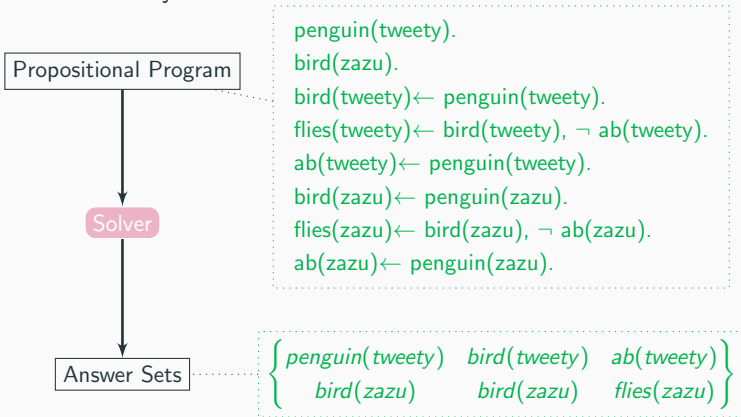 penguin(tweety).
bird(zazu).
bird(tweety)← penguin(tweety).
flies(tweety)← bird(tweety), ¬ ab(tweety).
ab(tweety)← penguin(tweety).
bird(zazu)← penguin(zazu).
flies(zazu)← bird(zazu), ¬ ab(zazu).
ab(zazu)← penguin(zazu).
Propositional Program
Solver
Answer Sets
{penguin(tweety) bird(tweety) ab(tweety)
bird(zazu) bird(zazu) flies(zazu)}